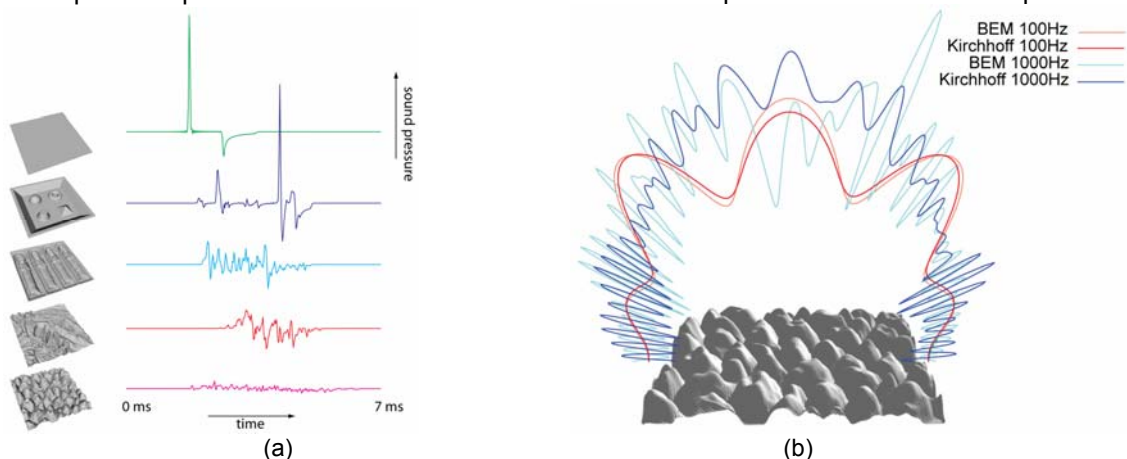 sound pressure
0 ms
7 ms
time
(a)
BEM 100Hz
Kirchhoff 100Hz
BEM 1000Hz
Kirchhoff 1000Hz
(b)